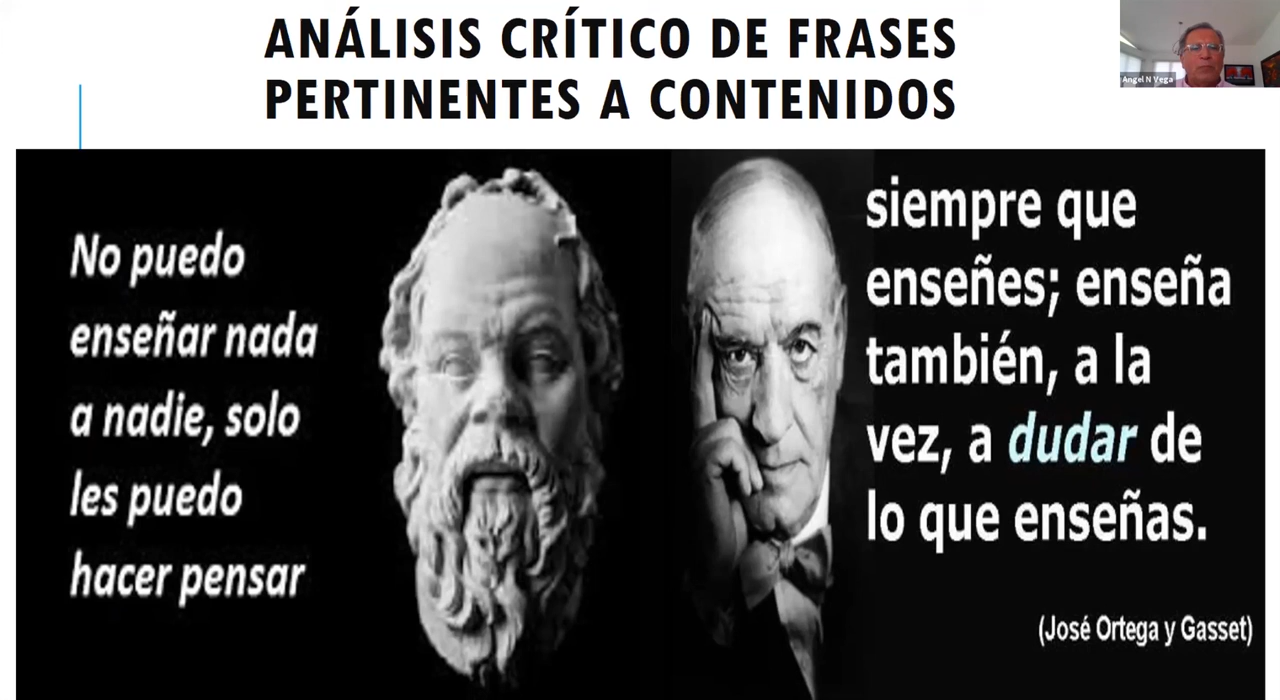 ANÁLISIS CRÍTICO DE FRASES
PERTINENTES A CONTENIDOS
Angel N Vega
No puedo
enseñar nada
a nadie, solo
les puedo
hacer pensar
siempre que
enseñes; enseña
también, a la
vez, a dudar de
lo que enseñas.
(José Ortega y Gasset)